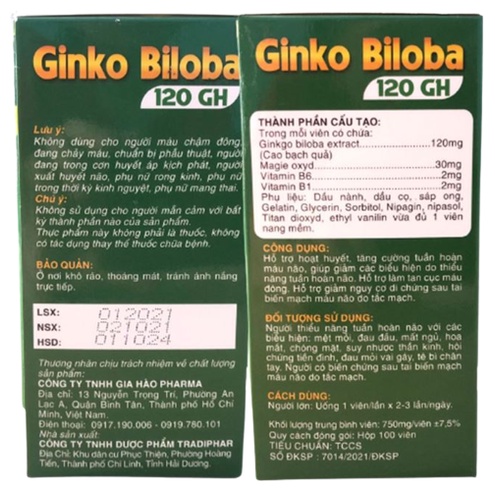 Ginko Biloba
120 GH
Lưu ý:
Không dùng cho người máu chậm đông,
đang chảy máu, chuẩn bị phẩu thuật, người
đang trong cơn huyết áp kịch phát, người
xuất huyết não, phụ nữ rong kinh, phụ nữ
trong thời kỳ kinh nguyệt, phụ nữ mang thai.
Chú ý:
Không sử dụng cho người mẫn cảm với bất
kỳ thành phần nào của sản phẩm.
Thực phẩm này không phải là thuốc, không
có tác dụng thay thế thuốc chữa bệnh.
BẢO QUẢN:
Ở nơi khô ráo, thoáng mát, tránh ánh nắng
trực tiếp.
LSX: 012021
NSX: 021021
HSD: 011024
Thương nhân chịu trách nhiệm về chất lượng
sản phẩm:
CÔNG TY TNHH GIA HÀO PHARMA
Địa chỉ: 13 Nguyễn Trọng Trí, Phường An
Lạc A, Quận Bình Tân, Thành phố Hồ Chí
Minh, Việt Nam.
Điện thoại: 0917.190.006 - 0919.780.101
Nhà sản xuất:
CÔNG TY TNHH DƯỢC PHẨM TRADIPHAR
Địa Chỉ: Khu dân cư Phục Thiện, Phường Hoàng
Tiến, Thành phố Chí Linh, Tỉnh Hải Dương.
Ginko Biloba
120 GH
THÀNH PHẦN CẤU TẠO:
Trong mỗi viên có chứa:
Ginkgo biloba extract....................120mg
(Cao bạch quả)
Magie oxyd....................30mg
Vitamin B6....................2mg
Vitamin B1....................2mg
Phụ liệu: Dầu nành, dầu cọ, sáp ong,
Gelatin, Glycerin, Sorbitol, Nipagin, nipasol,
Titan dioxyd, ethyl vanilin vừa đủ 1 viên
nang mềm.
CÔNG DỤNG:
Hỗ trợ hoạt huyết, tăng cường tuần hoàn
máu não, giúp giảm các biểu hiện do thiểu
năng tuần hoàn não. Hỗ trợ làm tan cục máu
đông. Hỗ trợ giảm nguy cơ di chứng sau tai
biến mạch máu não do tắc mạch.
ĐỐI TƯỢNG SỬ DỤNG:
Người thiểu năng tuần hoàn não với các
biểu hiện: mệt mỏi, đau đầu, mất ngủ, hoa
mắt, chóng mặt, suy nhược thần kinh, hội
chứng tiền đình, đau mỏi vai gáy, tê bì chân
tay. Người có biến chứng sau tai biến mạch
máu não do tắc mạch.
CÁCH DÙNG:
Người lớn: Uống 1 viên/lần x 2-3 lần/ngày.
Khối lượng trung bình viên: 750mg/viên ±7,5%
Quy cách đóng gói: Hộp 100 viên
TIÊU CHUẨN: TCCS
SỐ ĐKSP : 7014/2021/ĐKSP